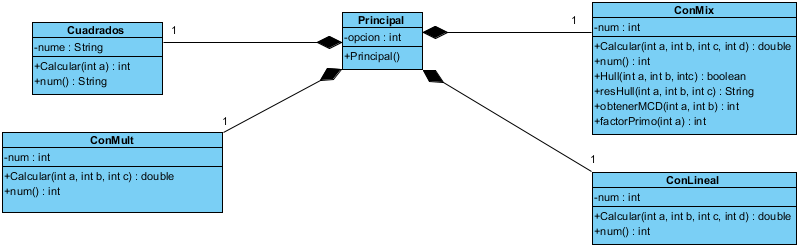 Cuadrados
-nume : String
+Calcular(int a) : int
+num() : String
1
Principal
-opcion : int
+Principal()
1
ConMix
-num : int
+Calcular(int a, int b, int c, int d) : double
+num() : int
+Hull(int a, int b, intc) : boolean
+resHull(int a, int b, int c) : String
+obtenerMCD(int a, int b) : int
+factorPrimo(int a) : int
1
ConMult
-num : int
+Calcular(int a, int b, int c) : double
+num() : int
1
ConLineal
-num : int
+Calcular(int a, int b, int c, int d) : double
+num() : int